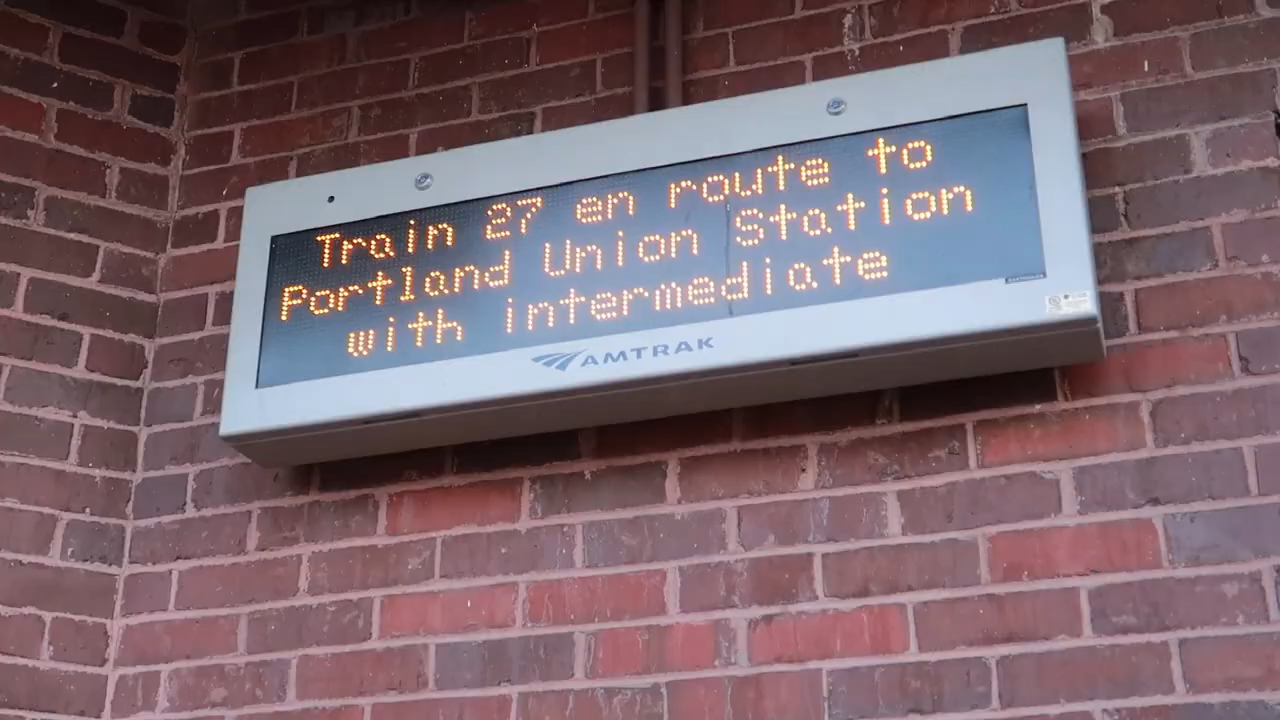 Train 27 en route to
Portland Union Station
with intermediate
AMTRAK